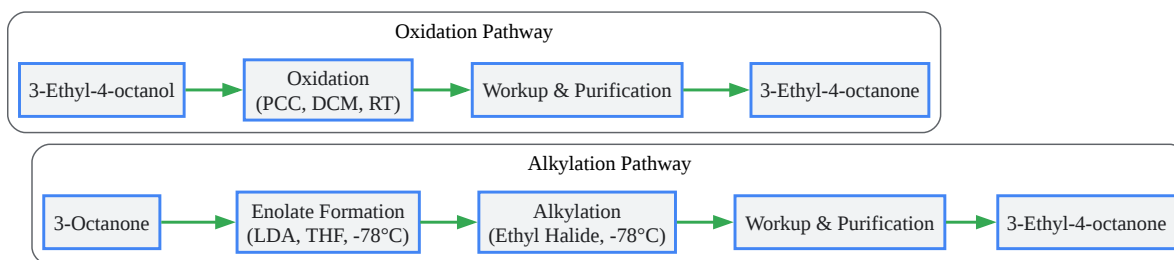 Oxidation Pathway
3-Ethyl-4-octanol
Oxidation
(PCC, DCM, RT)
Workup & Purification
3-Ethyl-4-octanone
Alkylation Pathway
3-Octanone
Enolate Formation
(LDA, THF, -78°C)
Alkylation
(Ethyl Halide, -78°C)
Workup & Purification
3-Ethyl-4-octanone